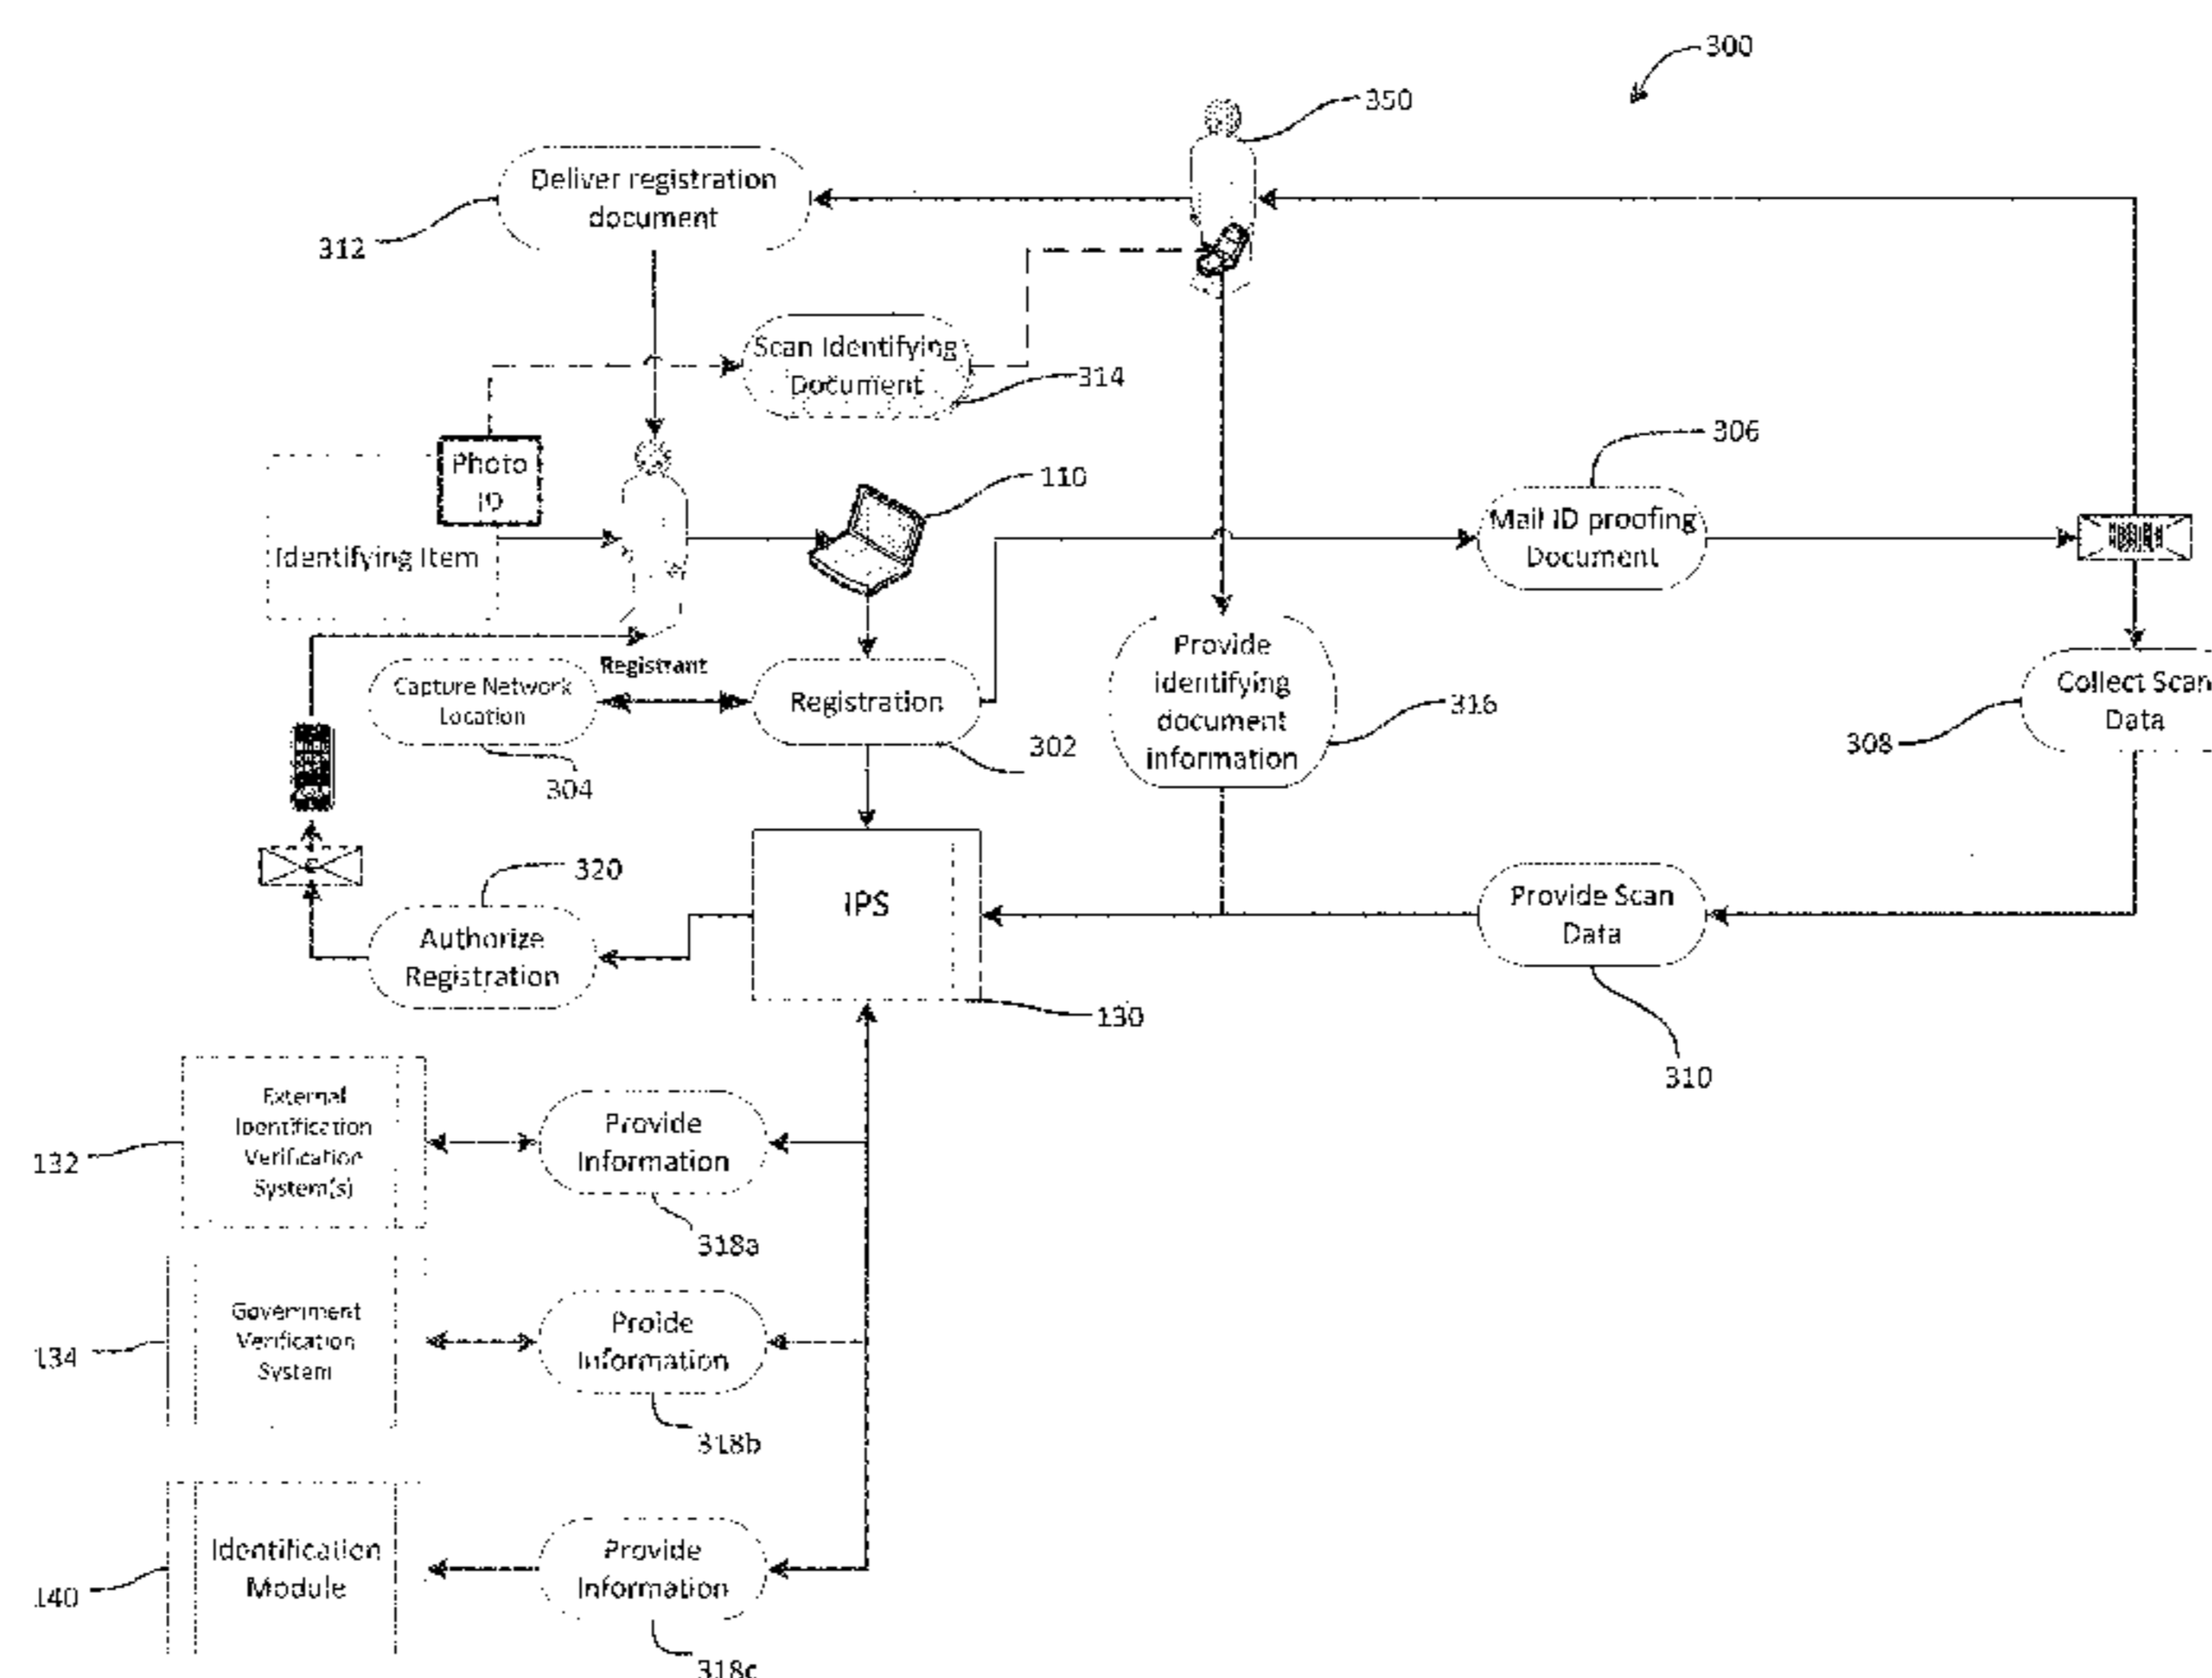 300
350
Deliver registration
document
312
Scan Identifying
Document
314
306
Photo
ID
110
Mail ID proofing
Document
Identifying Item
Provide
identifying
document
information
316
Registrant
Capture Network
Location
304
Registration
302
Collect Scan
Data
308
320
Authorize
Registration
IPS
130
Provide Scan
Data
310
External
Identification
Verification
System(s)
132
Provide
Information
318a
Government
Verification
System
134
Proide
Information
318b
Identification
Module
140
Provide
Information
318c